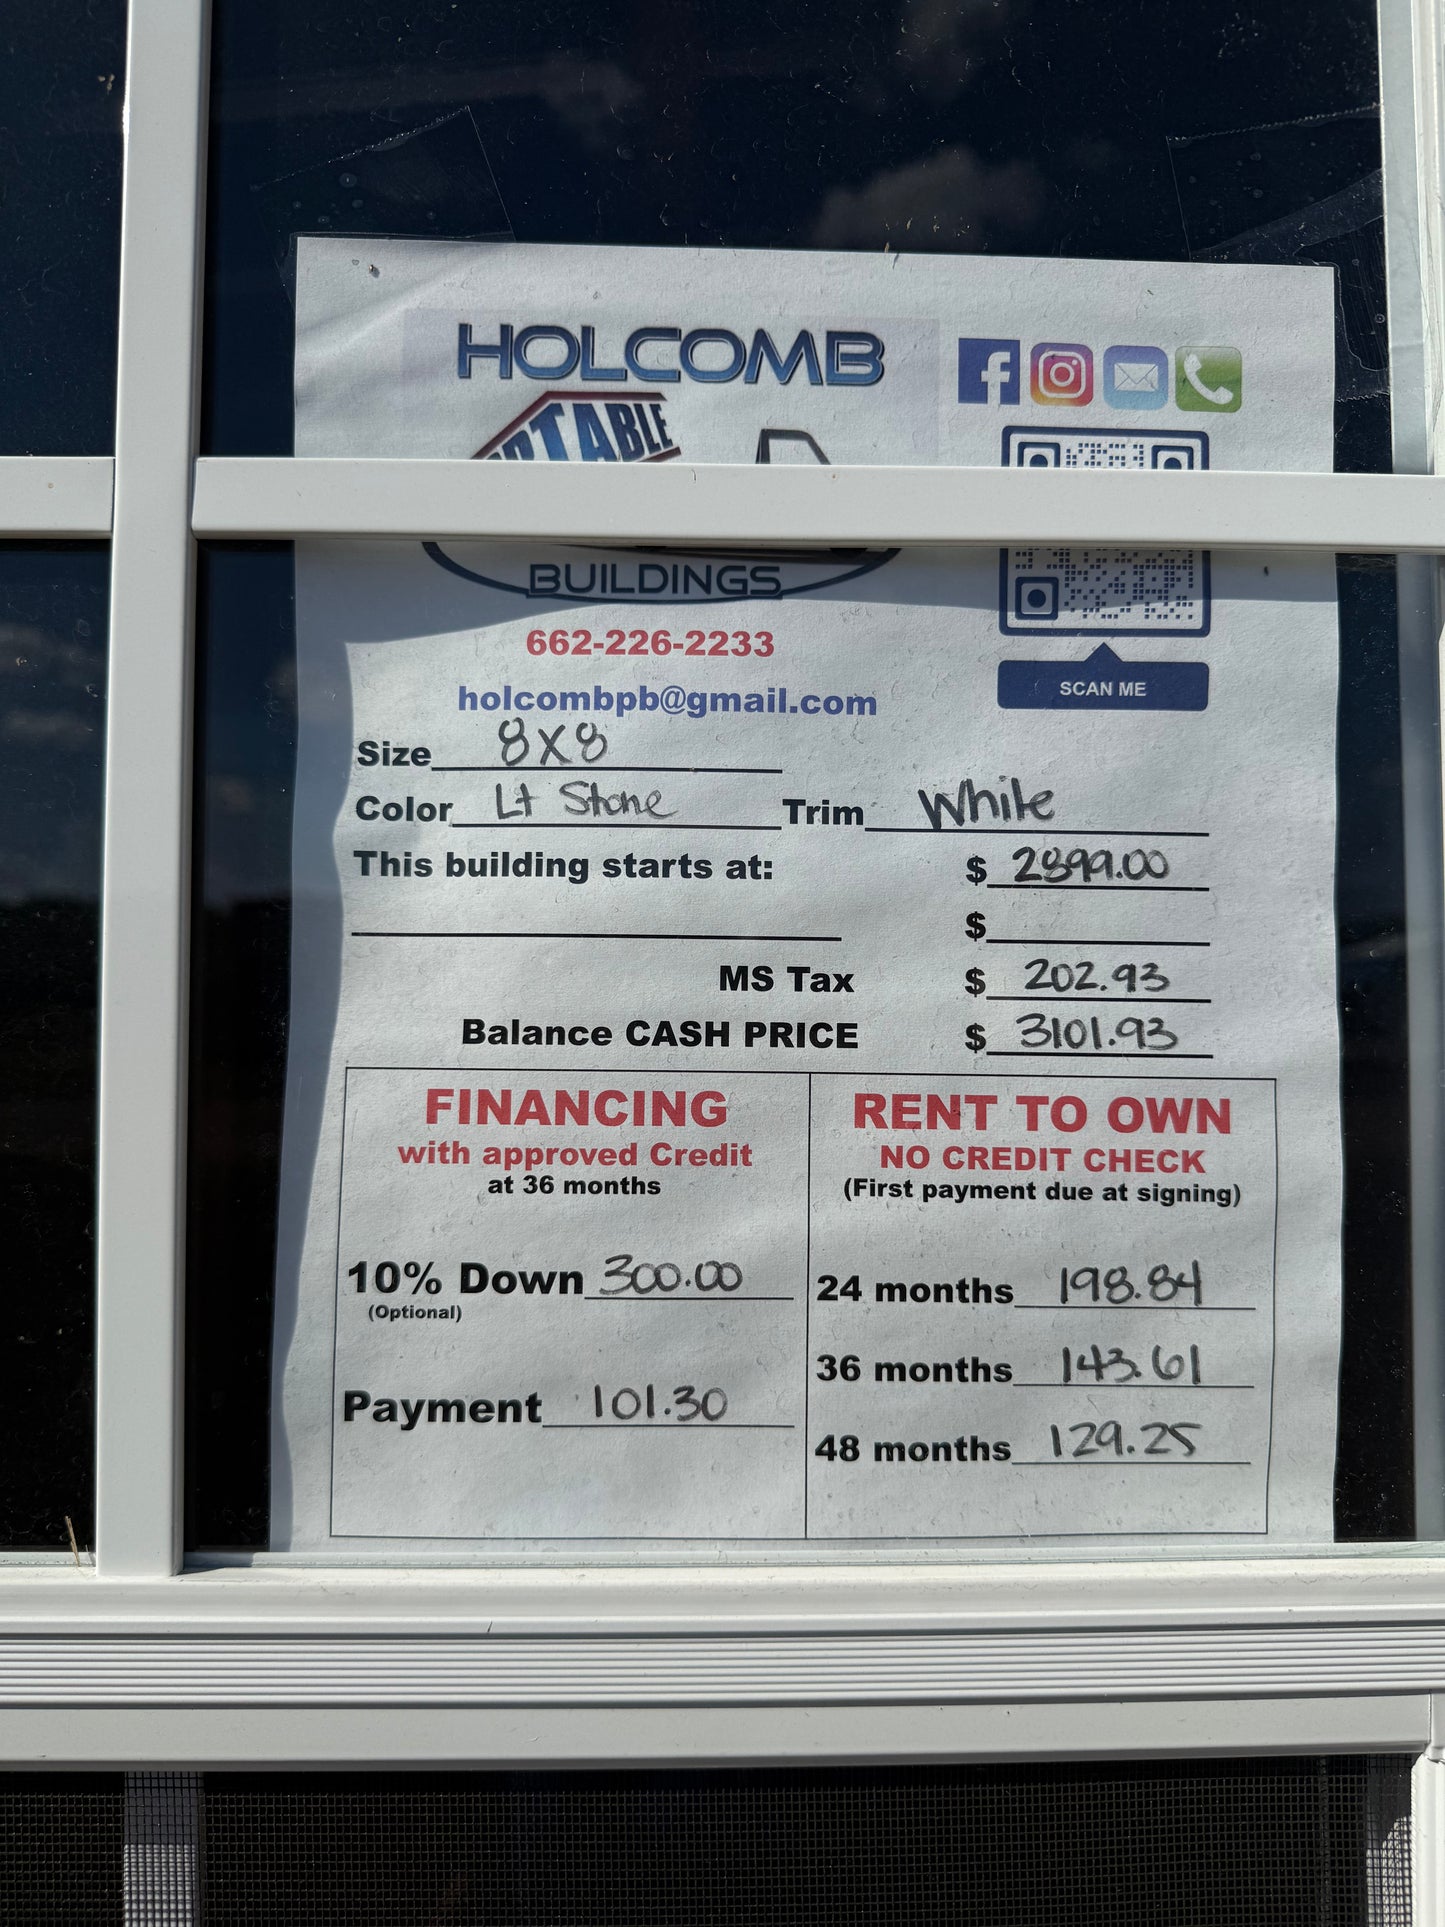 HOLCOMB
BUILDINGS
662-226-2233
holcombpb@gmail.com
SCAN ME
Size 8x8
Color Lt Stone Trim White
This building starts at: $ 2899.00
$
MS Tax $ 202.93
Balance CASH PRICE $ 3101.93
FINANCING
with approved Credit
at 36 months
10% Down 300.00
(Optional)
Payment 101.30
RENT TO OWN
NO CREDIT CHECK
(First payment due at signing)
24 months 198.84
36 months 143.61
48 months 129.25